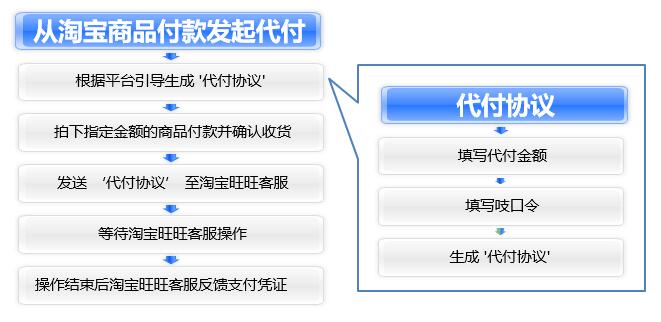 从淘宝商品付款发起代付
根据平台引导生成 '代付协议'
拍下指定金额的商品付款并确认收货
发送 ‘代付协议’ 至淘宝旺旺客服
等待淘宝旺旺客服操作
操作结束后淘宝旺旺客服反馈支付凭证
代付协议
填写代付金额
填写吱口令
生成 '代付协议'